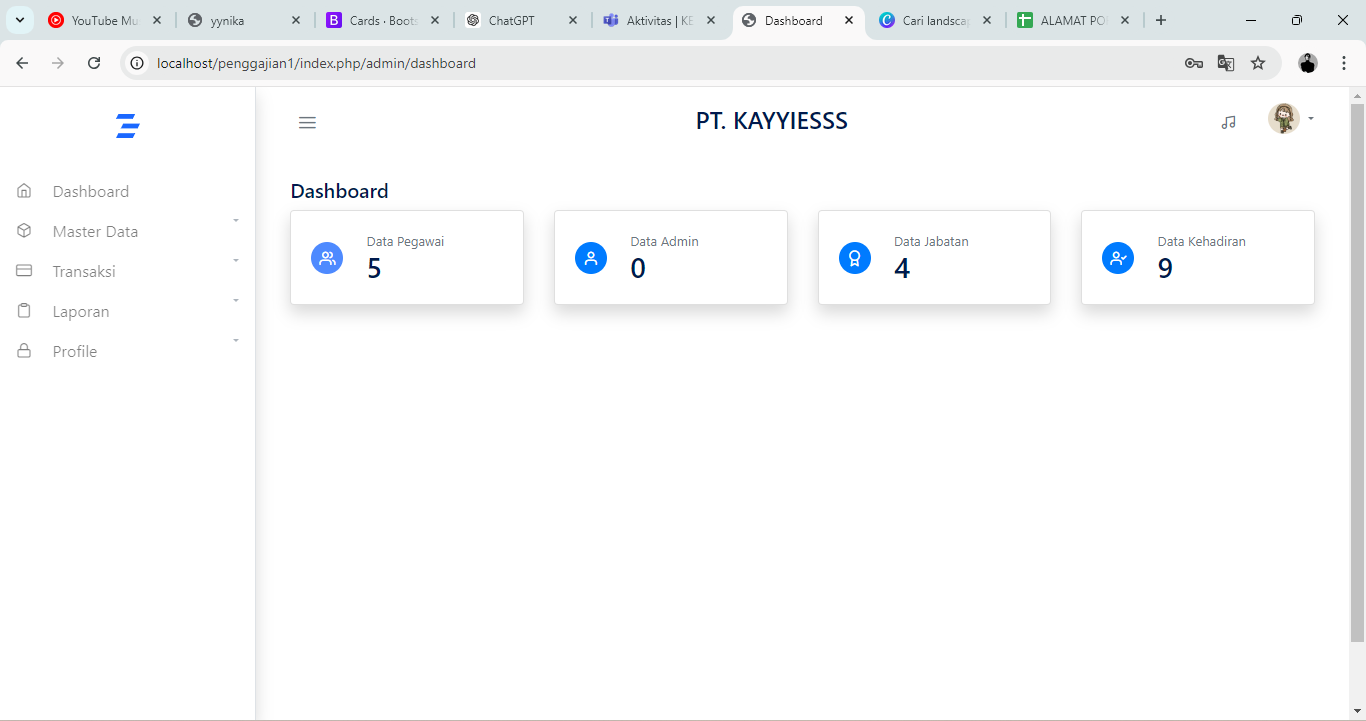 YouTube Mu
yynika
Cards · Boots
ChatGPT
Aktivitas | KE
Dashboard
Cari landscap
ALAMAT PO
localhost/penggajian1/index.php/admin/dashboard
PT. KAYYIESSS
Dashboard
Master Data
Transaksi
Laporan
Profile
Dashboard
Data Pegawai
5
Data Admin
0
Data Jabatan
4
Data Kehadiran
9